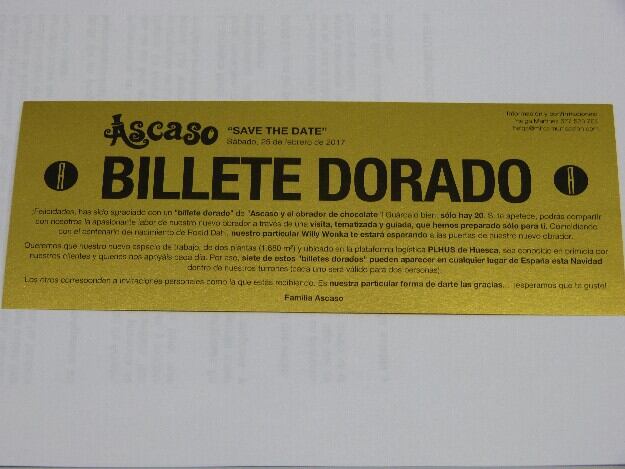 Información y confirmaciones:
Helga Martínez
Ascaso "SAVE THE DATE"
Sábado, 25 de febrero de 2017
BILLETE DORADO
¡Felicidades, has sido agraciado con un "billete dorado" de "Ascaso y el obrador de chocolate"! Guárdalo bien, sólo hay 20. Si te apetece, podrás compartir
con nosotros la apasionante labor de nuestro nuevo obrador a través de una visita, tematizada y guiada, que hemos preparado sólo para ti. Coincidiendo
con el centenario del nacimiento de Roald Dahl, nuestro particular Willy Wonka te estará esperando a las puertas de nuestro nuevo obrador.
Queremos que nuestro nuevo espacio de trabajo, de dos plantas (1.680 m²) y ubicado en la plataforma logística PLHUS de Huesca, sea conocido en primicia por
nuestros clientes y quienes nos apoyáis cada día. Por eso, siete de estos "billetes dorados" pueden aparecer en cualquier lugar de España esta Navidad
dentro de nuestros turrones (cada uno será válido para dos personas).
Los otros corresponden a invitaciones personales como la que estás recibiendo. Es nuestra particular forma de darte las gracias... ¡esperamos que te guste!
Familia Ascaso